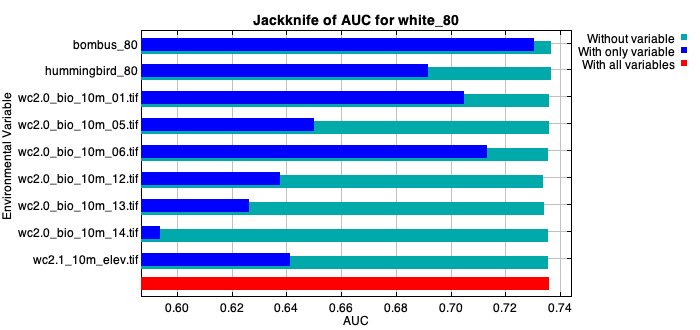 Jackknife of AUC for white_80
Without variable
With only variable
With all variables
Environmental Variable
bombus_80
hummingbird_80
wc2.0_bio_10m_01.tif
wc2.0_bio_10m_05.tif
wc2.0_bio_10m_06.tif
wc2.0_bio_10m_12.tif
wc2.0_bio_10m_13.tif
wc2.0_bio_10m_14.tif
wc2.1_10m_elev.tif
0.60 0.62 0.64 0.66 0.68 0.70 0.72 0.74
AUC